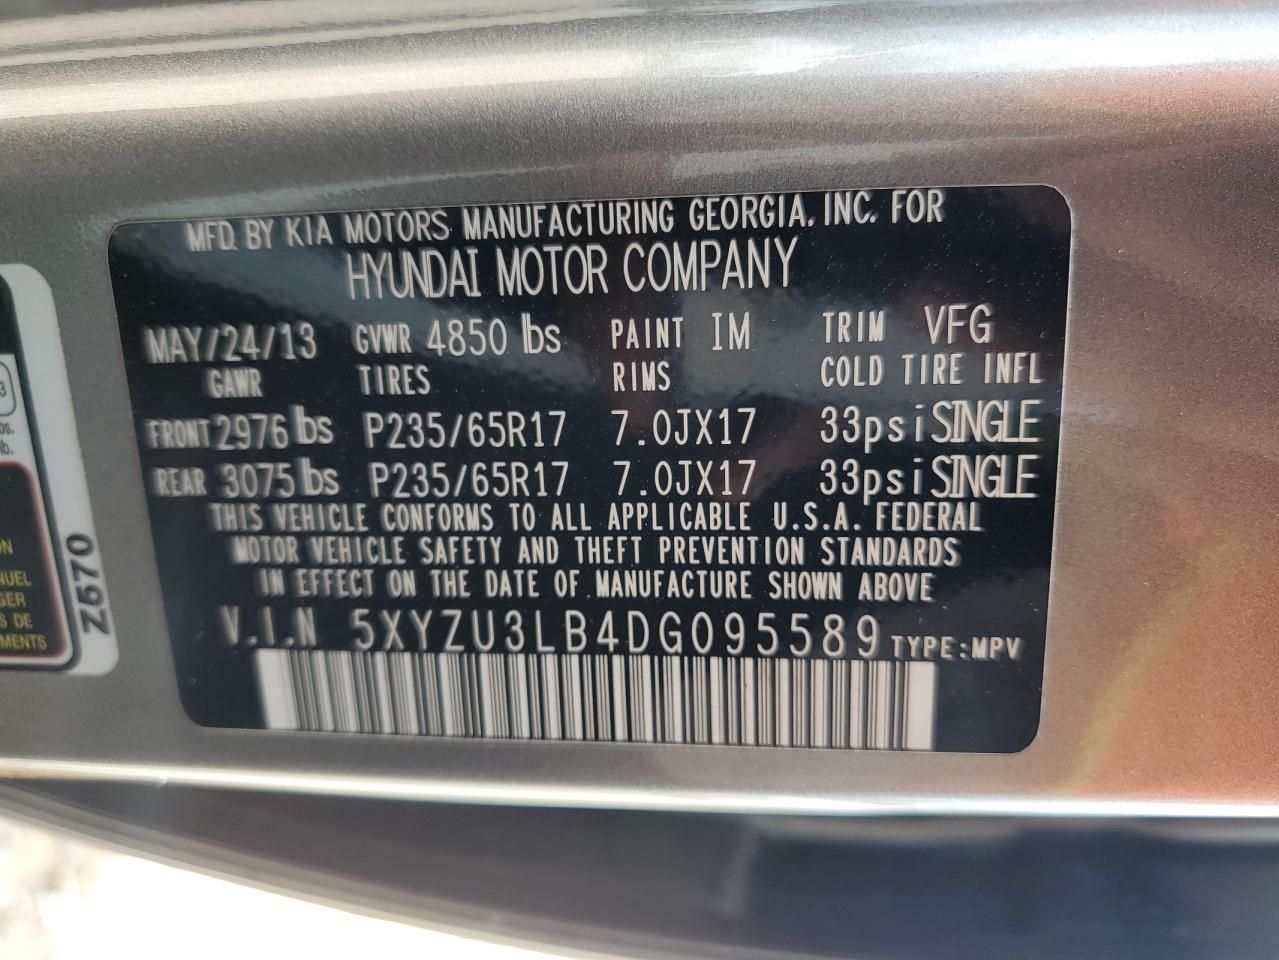 MFD. BY KIA MOTORS MANUFACTURING GEORGIA, INC. FOR
HYUNDAI MOTOR COMPANY
MAY/24/13 GVWR 4850 lbs PAINT IM TRIM VFG
GAWR TIRES RIMS COLD TIRE INFL
FRONT 2976 lbs P235/65R17 7.0JX17 33psi SINGLE
REAR 3075 lbs P235/65R17 7.0JX17 33psi SINGLE
THIS VEHICLE CONFORMS TO ALL APPLICABLE U.S.A. FEDERAL
MOTOR VEHICLE SAFETY AND THEFT PREVENTION STANDARDS
IN EFFECT ON THE DATE OF MANUFACTURE SHOWN ABOVE
V.I.N 5XYZU3LB4DG095589 TYPE:MPV
3
lb.
Z570